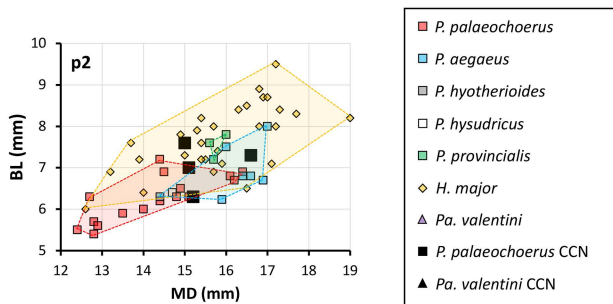 p2
BL (mm)
10
9
8
7
6
5
12 13 14 15 16 17 18 19
MD (mm)
P. palaeochoerus
P. aegaeus
P. hyotherioides
P. hysudricus
P. provincialis
H. major
Pa. valentini
P. palaeochoerus CCN
Pa. valentini CCN